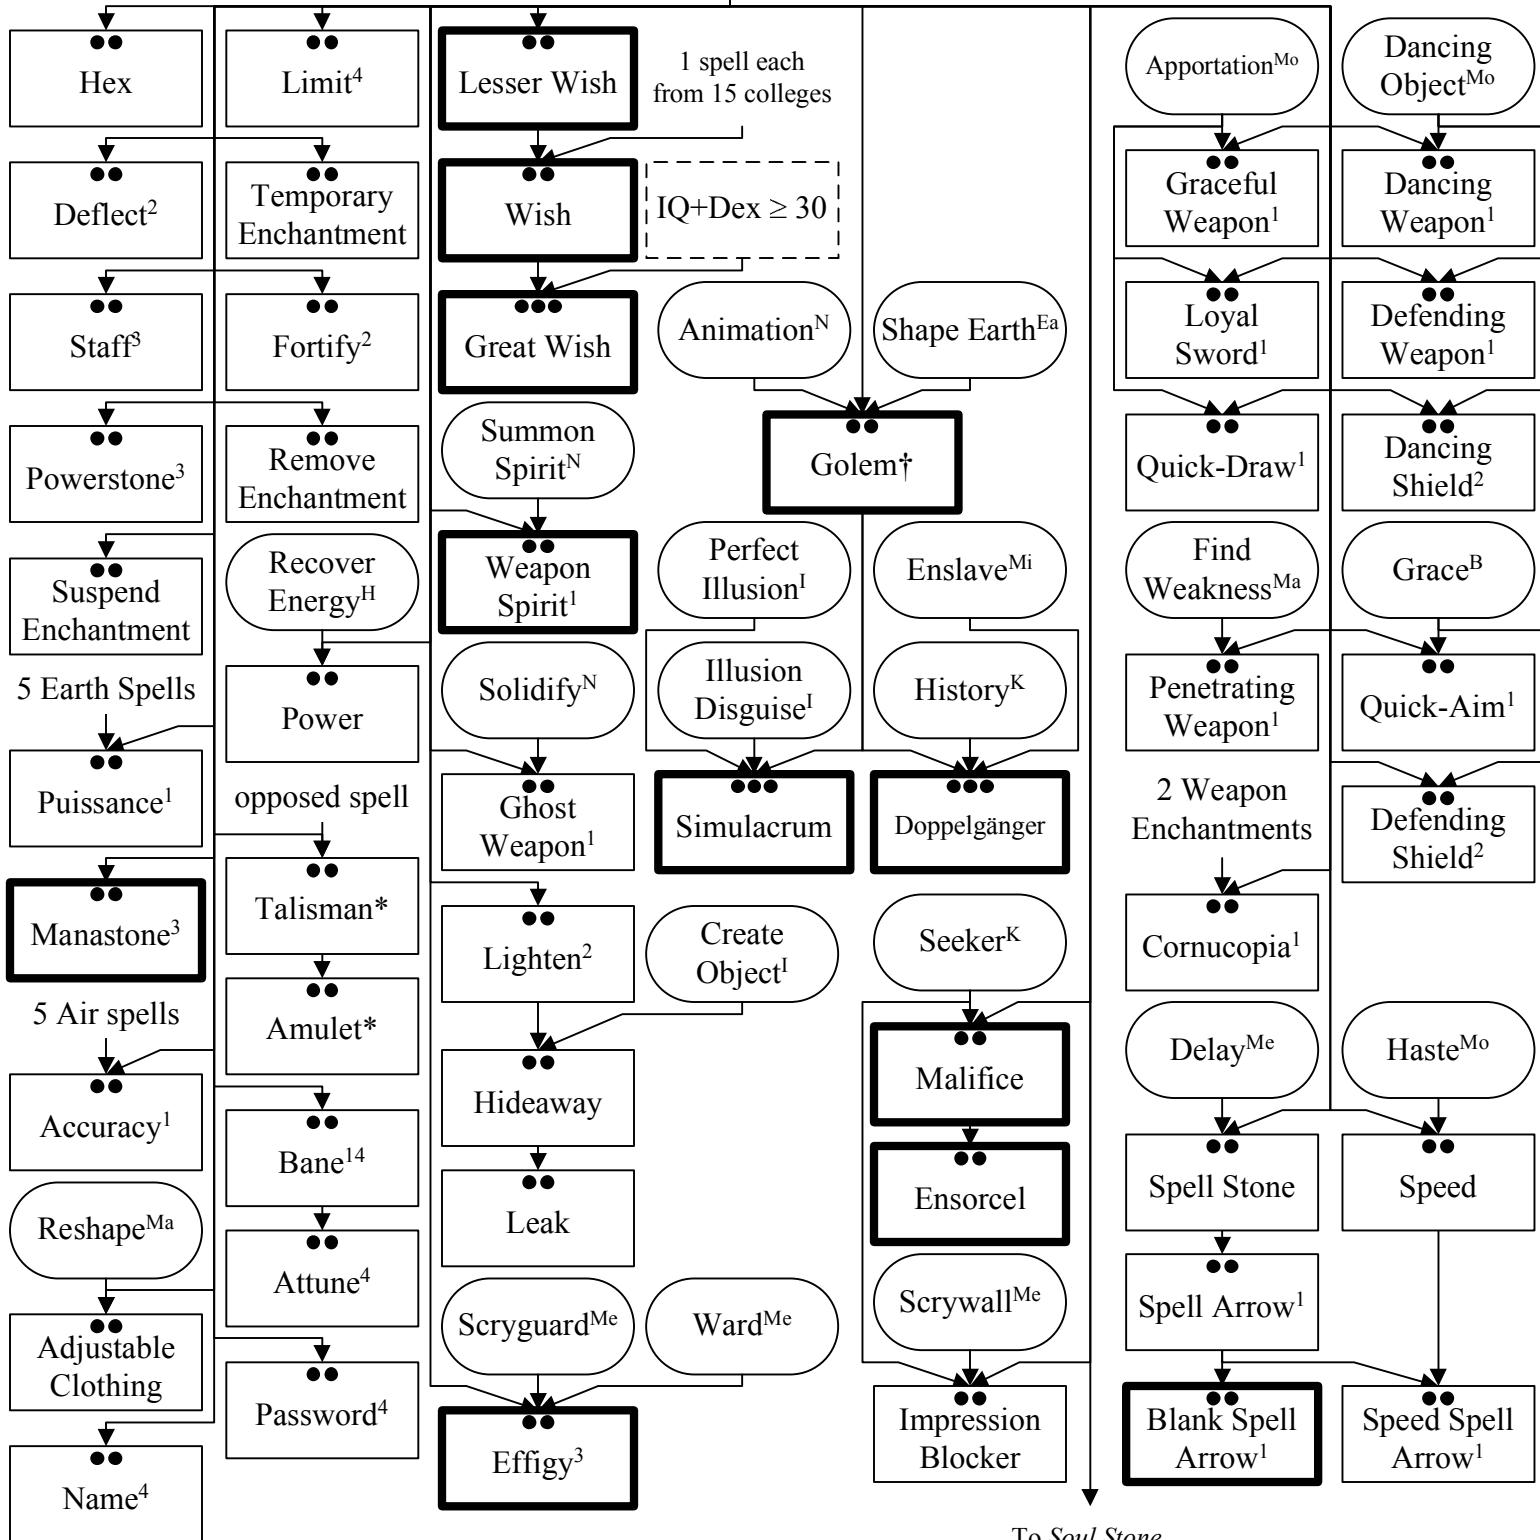 Hex
Limit⁴
Lesser Wish
1 spell each
from 15 colleges
Apportationᴹᵒ
Dancing
Objectᴹᵒ
Deflect²
Temporary
Enchantment
Wish
IQ+Dex ≥ 30
Graceful
Weapon¹
Dancing
Weapon¹
Staff³
Fortify²
Great Wish
Animationᴺ
Shape Earthᴱᵃ
Loyal
Sword¹
Defending
Weapon¹
Powerstone³
Remove
Enchantment
Summon
Spiritᴺ
Golem†
Quick-Draw¹
Dancing
Shield²
Suspend
Enchantment
Recover
Energyᴴ
Weapon
Spirit¹
Perfect
Illusionᴵ
Enslaveᴹⁱ
Find
Weaknessᴹᵃ
Graceᴮ
5 Earth Spells
Power
Solidifyᴺ
Illusion
Disguiseᴵ
Historyᴷ
Penetrating
Weapon¹
Quick-Aim¹
Puissance¹
opposed spell
Ghost
Weapon¹
Simulacrum
Doppelgänger
2 Weapon
Enchantments
Defending
Shield²
Manastone³
Talisman*
Lighten²
Create
Objectᴵ
Seekerᴷ
Cornucopia¹
5 Air spells
Amulet*
Accuracy¹
Bane¹⁴
Hideaway
Malifice
Delayᴹᵉ
Hasteᴹᵒ
Reshapeᴹᵃ
Attune⁴
Leak
Ensorcel
Spell Stone
Speed
Adjustable
Clothing
Password⁴
Scryguardᴹᵉ
Wardᴹᵉ
Scrywallᴹᵉ
Spell Arrow¹
Name⁴
Effigy³
Impression
Blocker
Blank Spell
Arrow¹
Speed Spell
Arrow¹
To Soul Stone